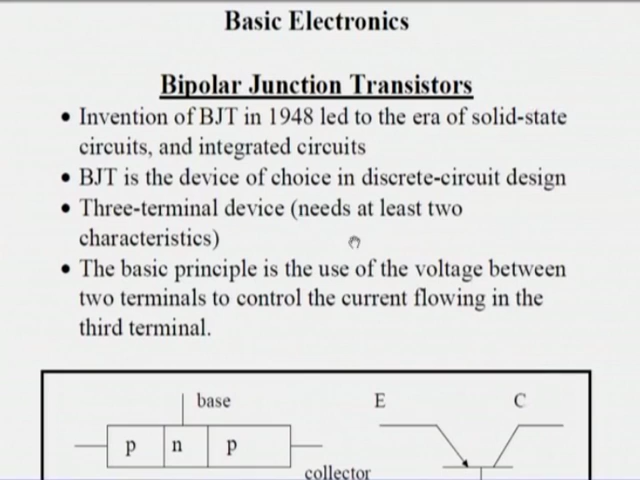 Basic Electronics
Bipolar Junction Transistors
• Invention of BJT in 1948 led to the era of solid-state
circuits, and integrated circuits
• BJT is the device of choice in discrete-circuit design
• Three-terminal device (needs at least two
characteristics)
• The basic principle is the use of the voltage between
two terminals to control the current flowing in the
third terminal.
base E C
p n p
collector